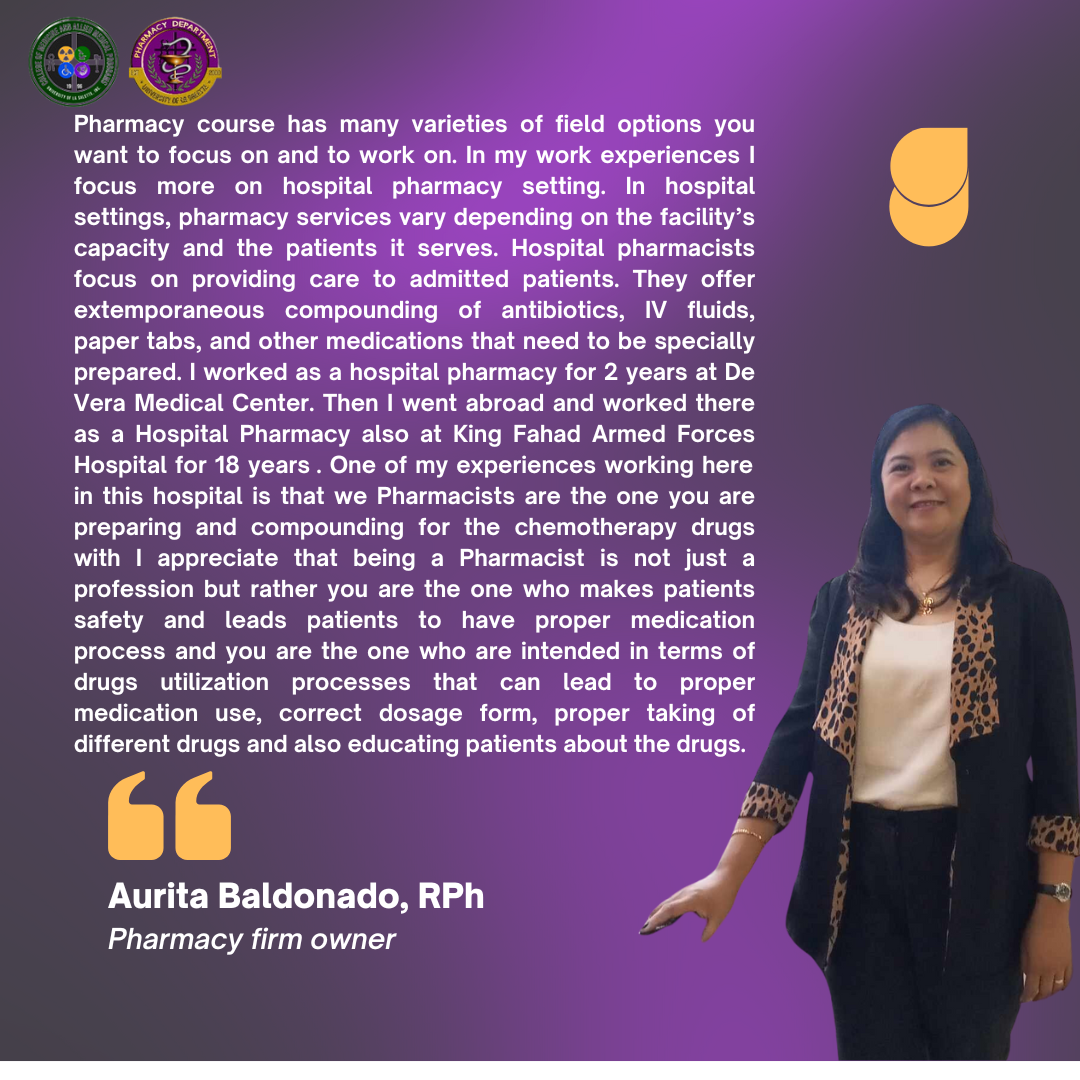 PHARMACY DEPARTMENT
UNIVERSITY OF LA SALETTE
Pharmacy course has many varieties of field options you
want to focus on and to work on. In my work experiences I
focus more on hospital pharmacy setting. In hospital
settings, pharmacy services vary depending on the facility’s
capacity and the patients it serves. Hospital pharmacists
focus on providing care to admitted patients. They offer
extemporaneous compounding of antibiotics, IV fluids,
paper tabs, and other medications that need to be specially
prepared. I worked as a hospital pharmacy for 2 years at De
Vera Medical Center. Then I went abroad and worked there
as a Hospital Pharmacy also at King Fahad Armed Forces
Hospital for 18 years . One of my experiences working here
in this hospital is that we Pharmacists are the one you are
preparing and compounding for the chemotherapy drugs
with I appreciate that being a Pharmacist is not just a
profession but rather you are the one who makes patients
safety and leads patients to have proper medication
process and you are the one who are intended in terms of
drugs utilization processes that can lead to proper
medication use, correct dosage form, proper taking of
different drugs and also educating patients about the drugs.
Aurita Baldonado, RPh
Pharmacy firm owner